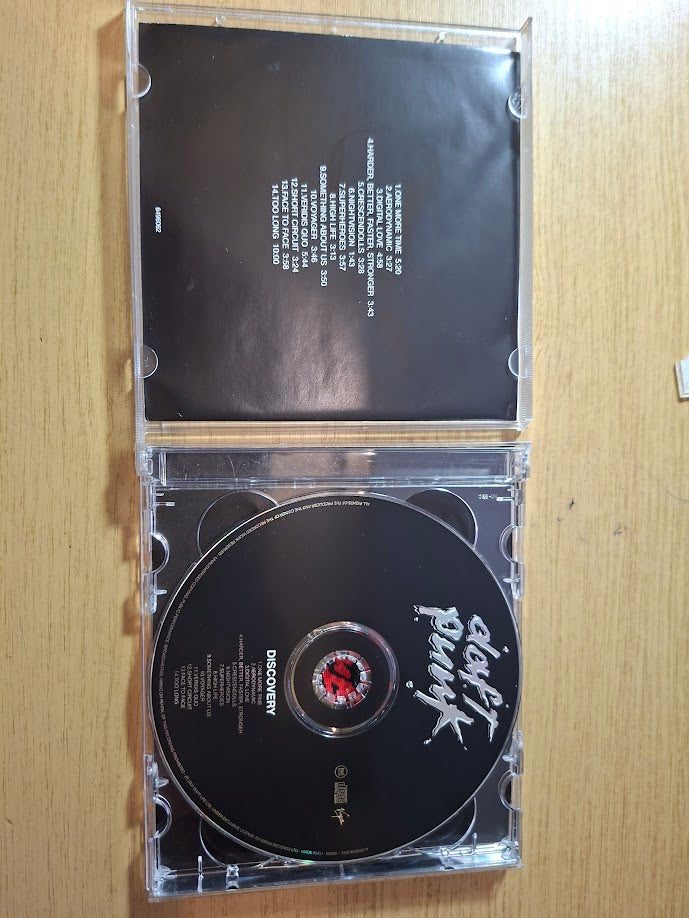 1.ONE MORE TIME 5:20
2.AERODYNAMIC 3:27
3.DIGITAL LOVE 4:58
4.HARDER, BETTER, FASTER, STRONGER 3:43
5.CRESCENDOLLS 3:28
6.NIGHTVISION 1:43
7.SUPERHEROES 3:57
8.HIGH LIFE 3:13
9.SOMETHING ABOUT US 3:50
10.VOYAGER 3:46
11.VERIDIS QUO 5:44
12.SHORT CIRCUIT 3:24
13.FACE TO FACE 3:58
14.TOO LONG 10:00
daft
punk
DISCOVERY
1.ONE MORE TIME
2.AERODYNAMIC
3.DIGITAL LOVE
4.HARDER, BETTER, FASTER, STRONGER
5.CRESCENDOLLS
6.NIGHTVISION
7.SUPERHEROES
8.HIGH LIFE
9.SOMETHING ABOUT US
10.VOYAGER
11.VERIDIS QUO
12.SHORT CIRCUIT
13.FACE TO FACE
14.TOO LONG
Virgin